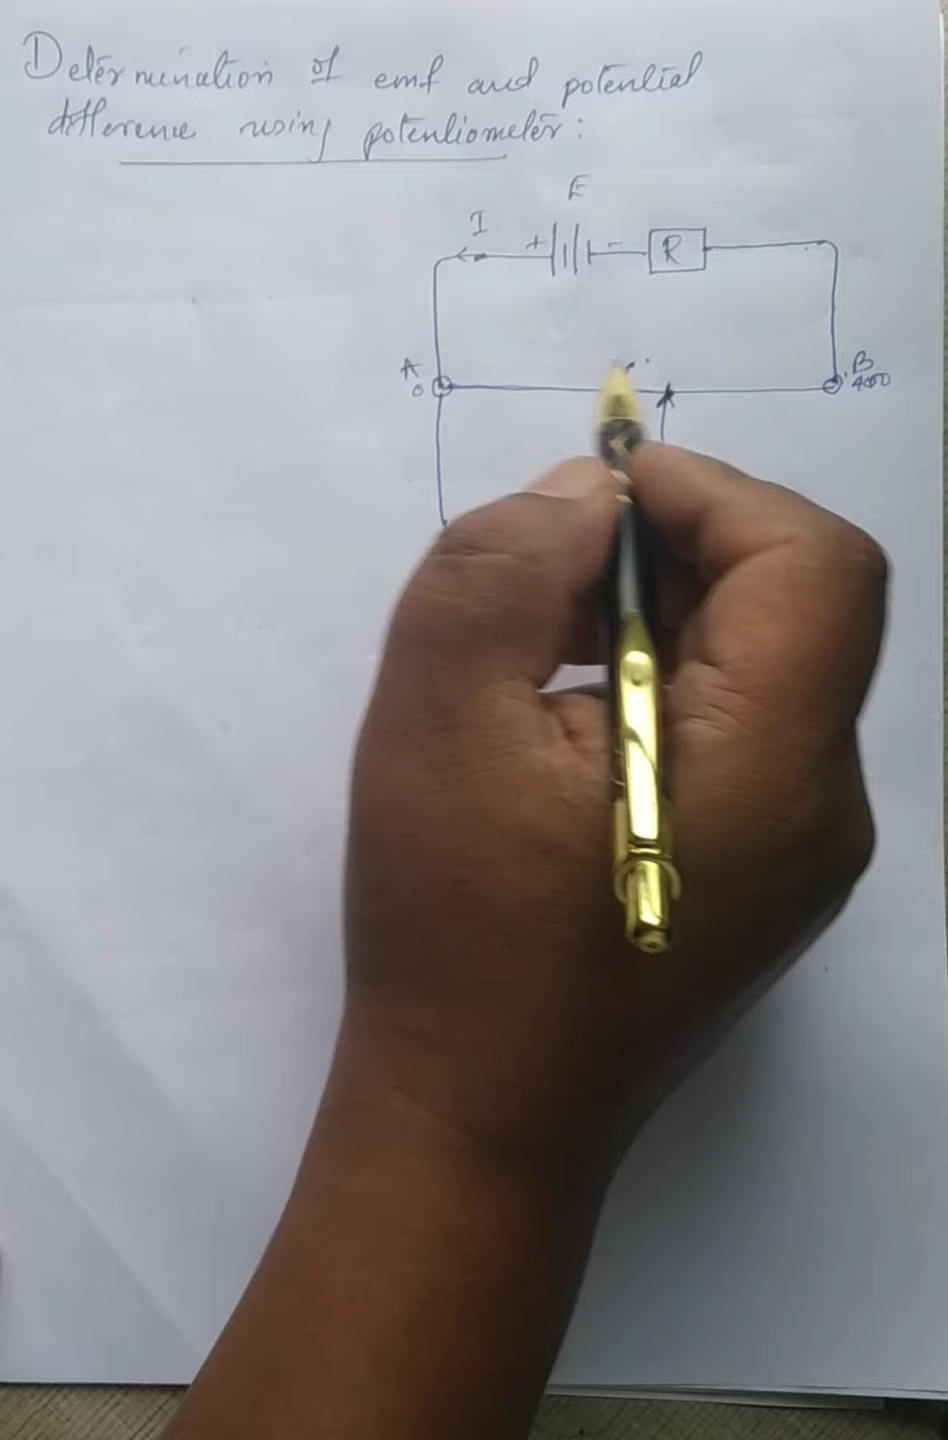 Determination of emf and potential
difference using potentiometer:
E
I
+ -
R
A
B
0
400